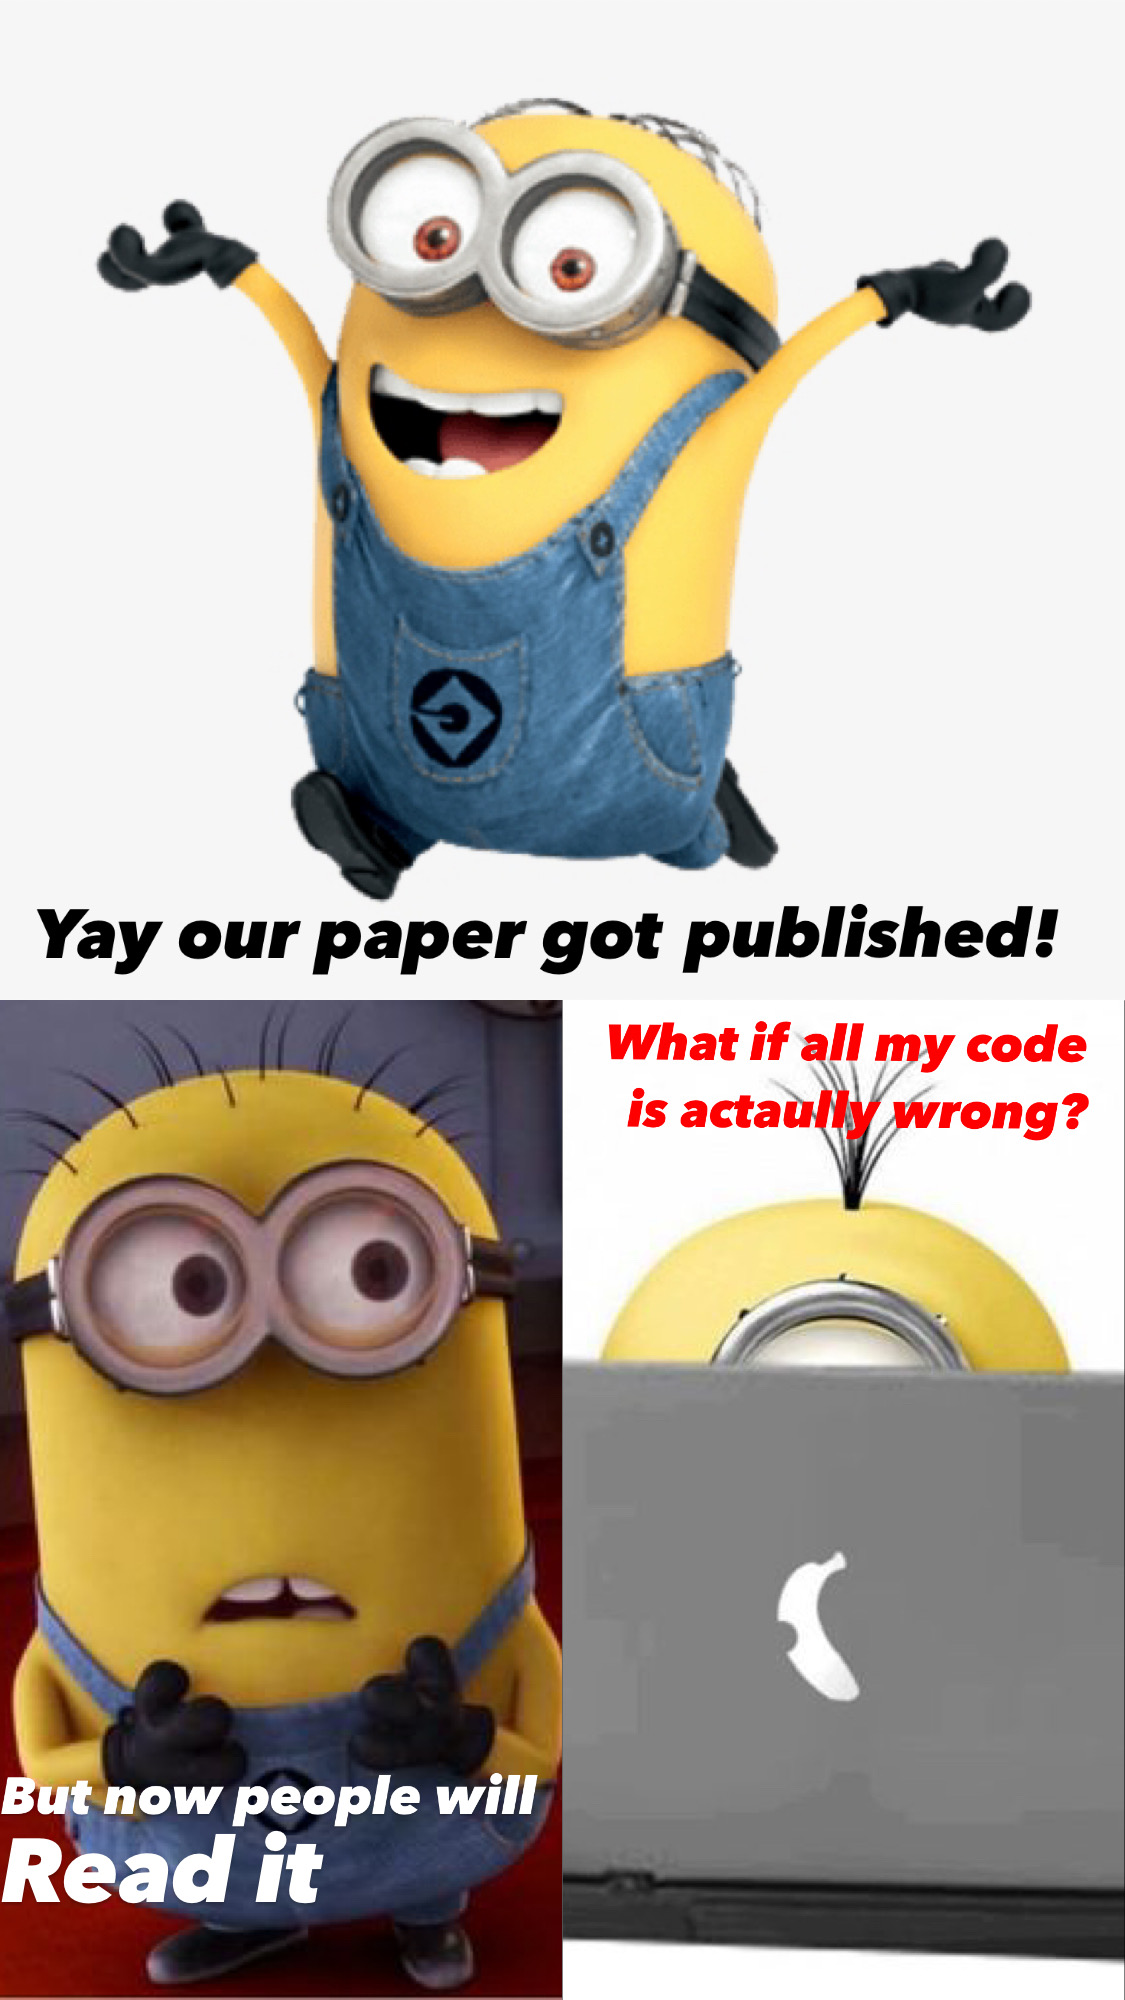 Yay our paper got published!
But now people will
Read it
What if all my code
is actaully wrong?